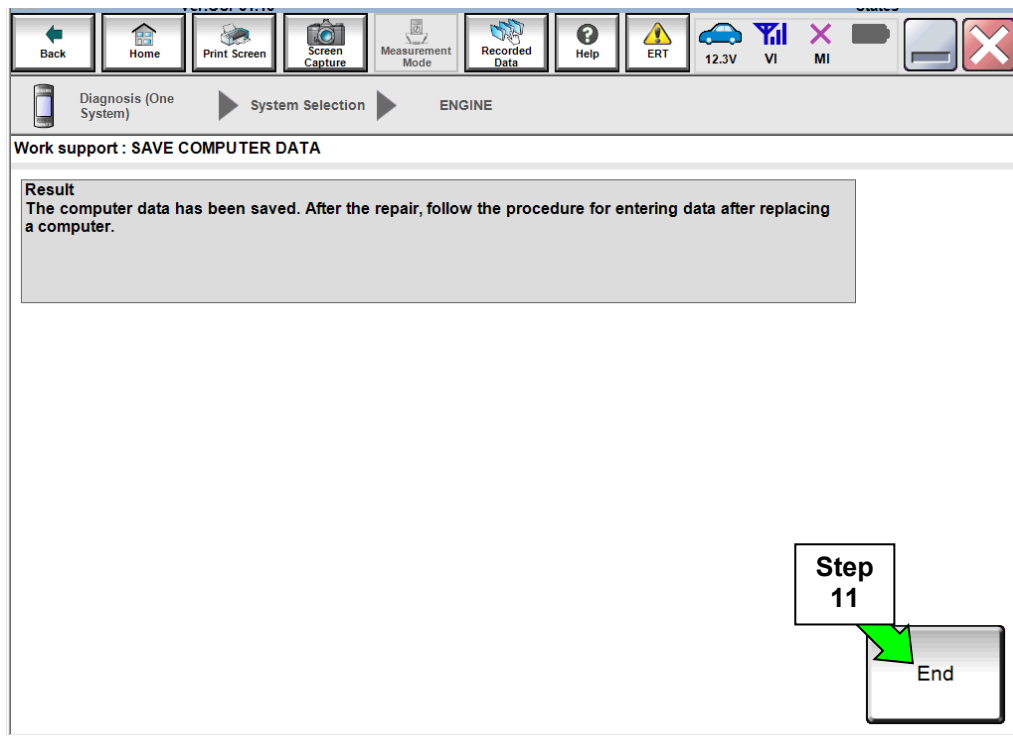 Back
Home
Print Screen
Screen
Capture
Measurement
Mode
Recorded
Data
Help
ERT
12.3V
VI
MI
Diagnosis (One
System)
System Selection
ENGINE
Work support : SAVE COMPUTER DATA
Result
The computer data has been saved. After the repair, follow the procedure for entering data after replacing
a computer.
Step
11
End